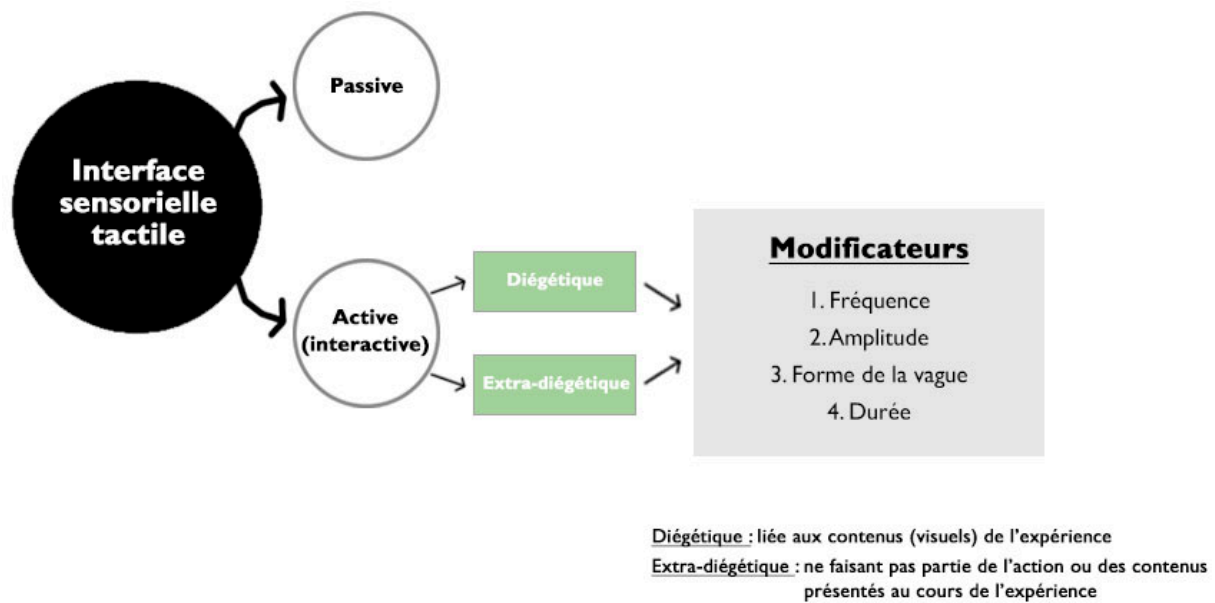 Passive
Interface
sensorielle
tactile
Active
(interactive)
Diégétique
Extra-diégétique
Modificateurs
1. Fréquence
2. Amplitude
3. Forme de la vague
4. Durée
Diégétique : liée aux contenus (visuels) de l'expérience
Extra-diégétique : ne faisant pas partie de l'action ou des contenus
présentés au cours de l'expérience